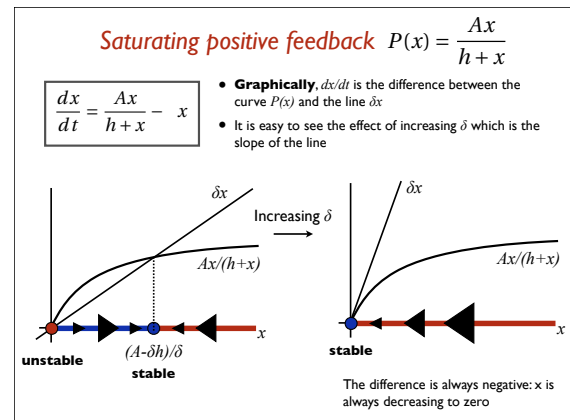 Saturating positive feedback P(x) = Ax / (h + x)
dx/dt = Ax/(h + x) − x
• Graphically, dx/dt is the difference between the
curve P(x) and the line δx
• It is easy to see the effect of increasing δ which is the
slope of the line
δx
Increasing δ
δx
Ax/(h+x)
Ax/(h+x)
x
x
unstable
(A-δh)/δ
stable
stable
The difference is always negative: x is
always decreasing to zero